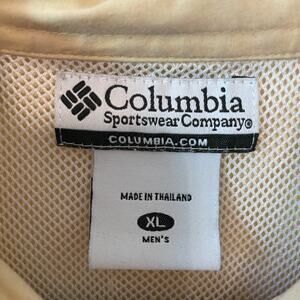 Columbia
Sportswear Company®
COLUMBIA.COM
MADE IN THAILAND
XL
MEN'S